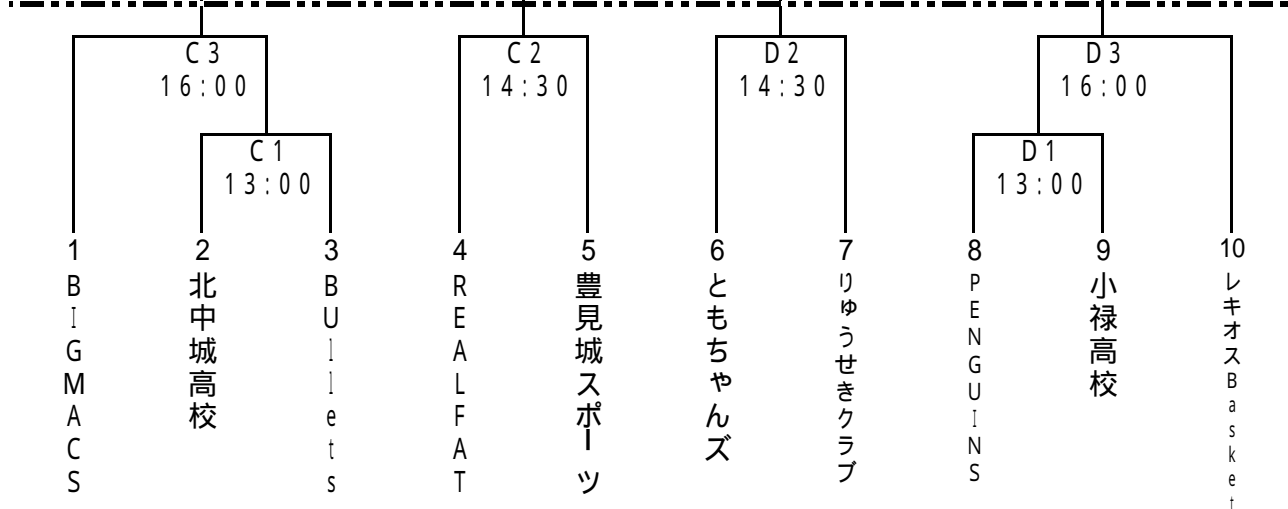 C3
16:00
C2
14:30
D2
14:30
D3
16:00
C1
13:00
D1
13:00
1
2
3
4
5
6
7
8
9
10
BIGMACS
北中城高校
BUllets
REALFAT
豊見城スポーツ
ともちゃんズ
りゅうせきクラブ
PENGUINS
小禄高校
レキオスBasket